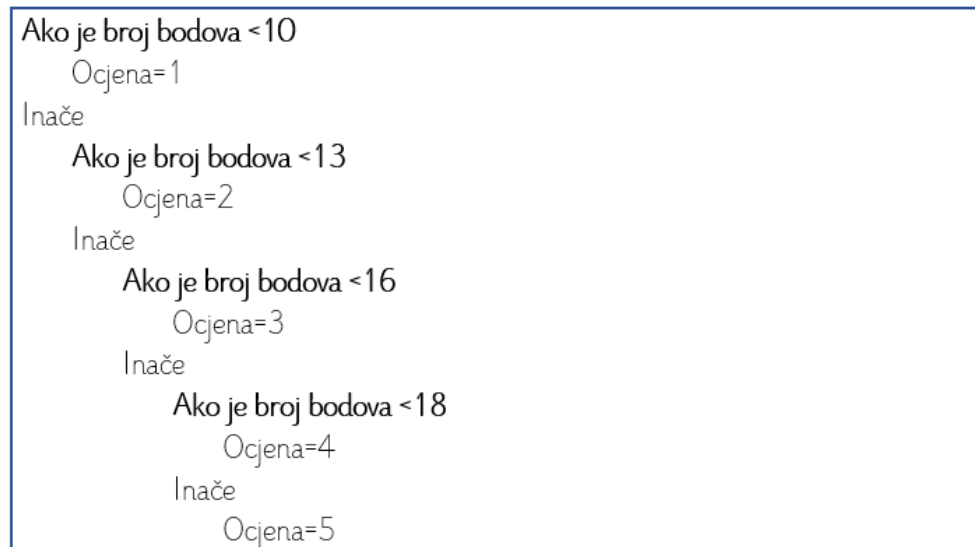 Ako je broj bodova <10
Ocjena=1
Inače
Ako je broj bodova <13
Ocjena=2
Inače
Ako je broj bodova <16
Ocjena=3
Inače
Ako je broj bodova <18
Ocjena=4
Inače
Ocjena=5